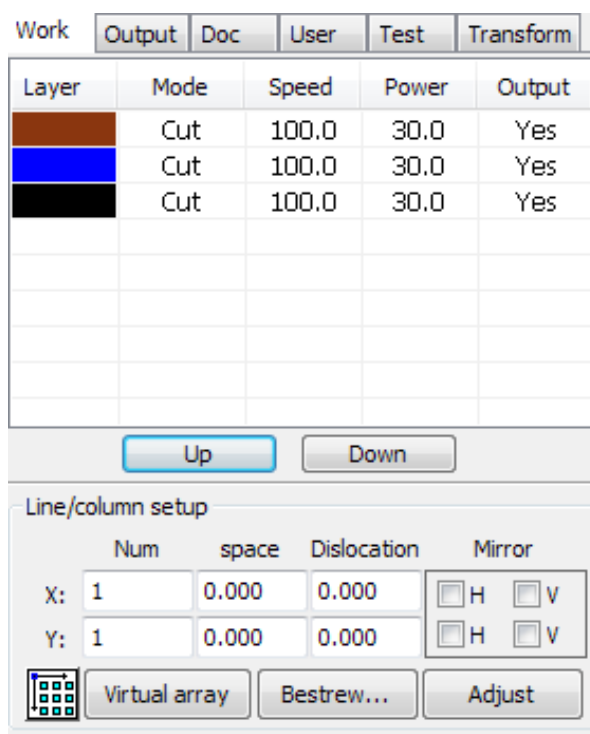 Work Output Doc User Test Transform
Layer Mode Speed Power Output
Cut 100.0 30.0 Yes
Cut 100.0 30.0 Yes
Cut 100.0 30.0 Yes
Up Down
Line/column setup
Num space Dislocation Mirror
X: 1 0.000 0.000 H V
Y: 1 0.000 0.000 H V
Virtual array Bestrew... Adjust